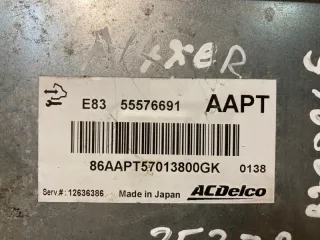 E83 55576691 AAPT
86AAPT57013800GK 0138
Serv.#: 12636386 Made in Japan ACDelco